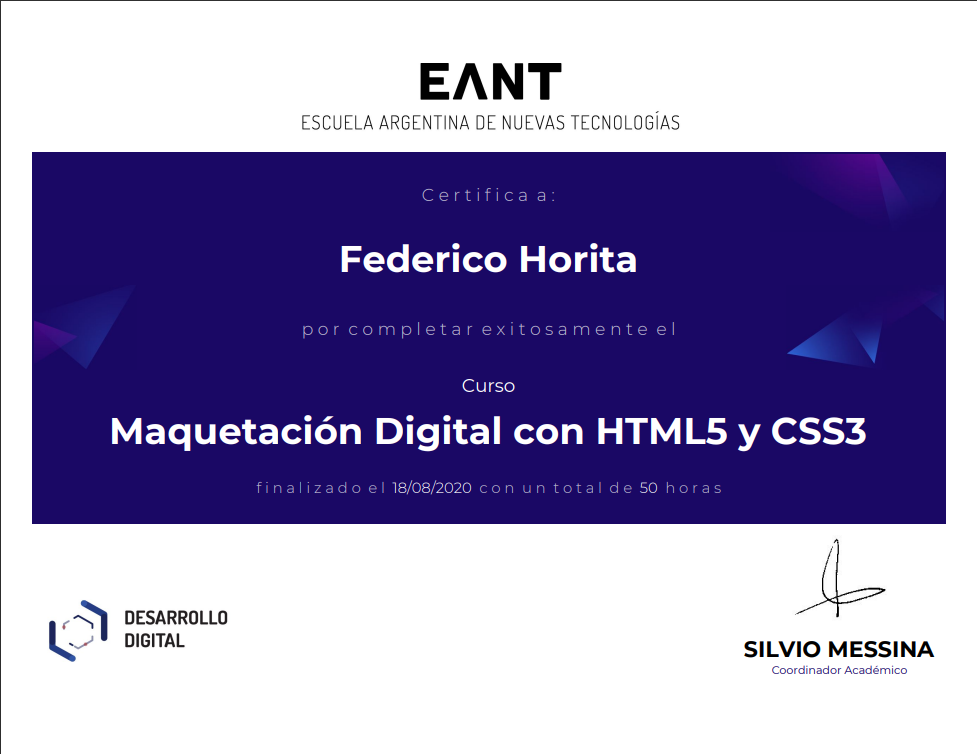 EANT
ESCUELA ARGENTINA DE NUEVAS TECNOLOGÍAS
Certifica a:
Federico Horita
por completar exitosamente el
Curso
Maquetación Digital con HTML5 y CSS3
finalizado el 18/08/2020 con un total de 50 horas
DESARROLLO
DIGITAL
SILVIO MESSINA
Coordinador Académico